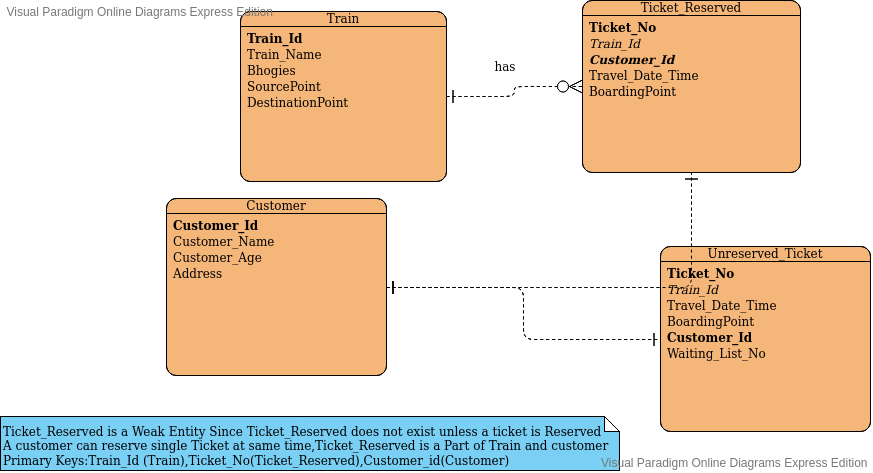 Visual Paradigm Online Diagrams Express Edition
Train
Train_Id
Train_Name
Bhogies
SourcePoint
DestinationPoint
has
Ticket_Reserved
Ticket_No
Train_Id
Customer_Id
Travel_Date_Time
BoardingPoint
Customer
Customer_Id
Customer_Name
Customer_Age
Address
Unreserved_Ticket
Ticket_No
Train_Id
Travel_Date_Time
BoardingPoint
Customer_Id
Waiting_List_No
Ticket_Reserved is a Weak Entity Since Ticket_Reserved does not exist unless a ticket is Reserved
A customer can reserve single Ticket at same time,Ticket_Reserved is a Part of Train and customer
Primary Keys:Train_Id (Train),Ticket_No(Ticket_Reserved),Customer_id(Customer)
Visual Paradigm Online Diagrams Express Edition